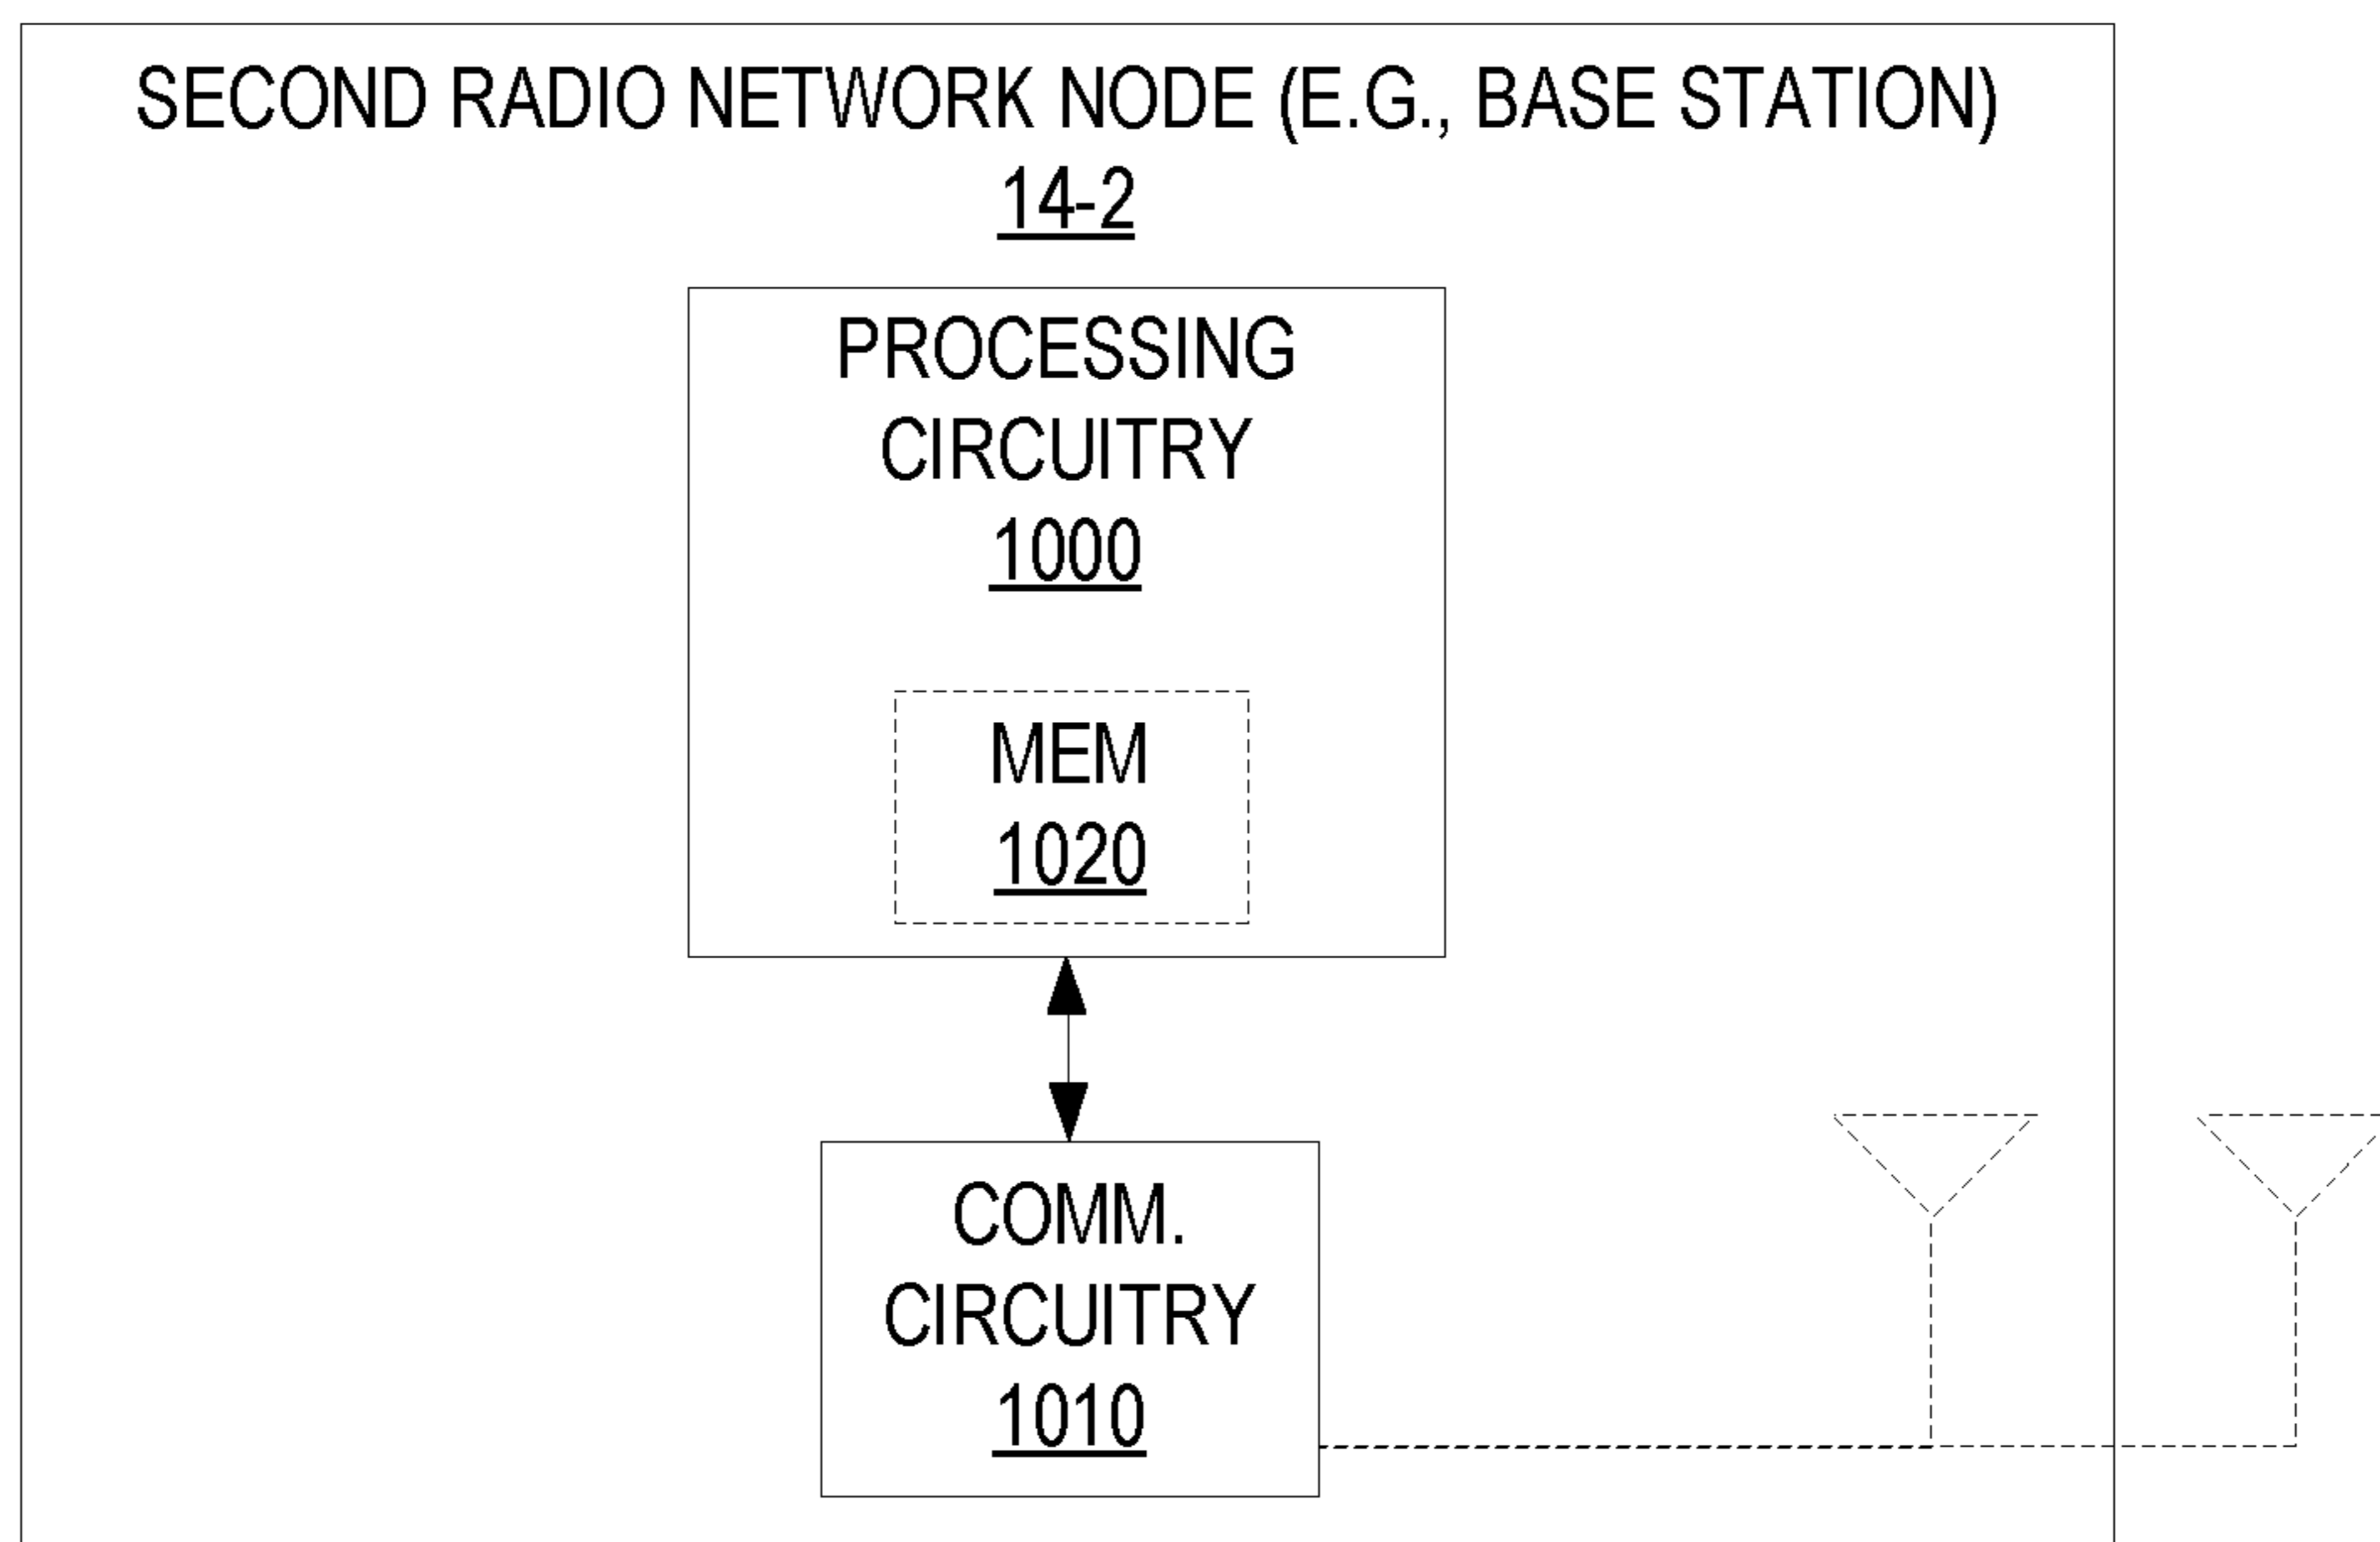 SECOND RADIO NETWORK NODE (E.G., BASE STATION)
14-2
PROCESSING
CIRCUITRY
1000
MEM
1020
COMM.
CIRCUITRY
1010